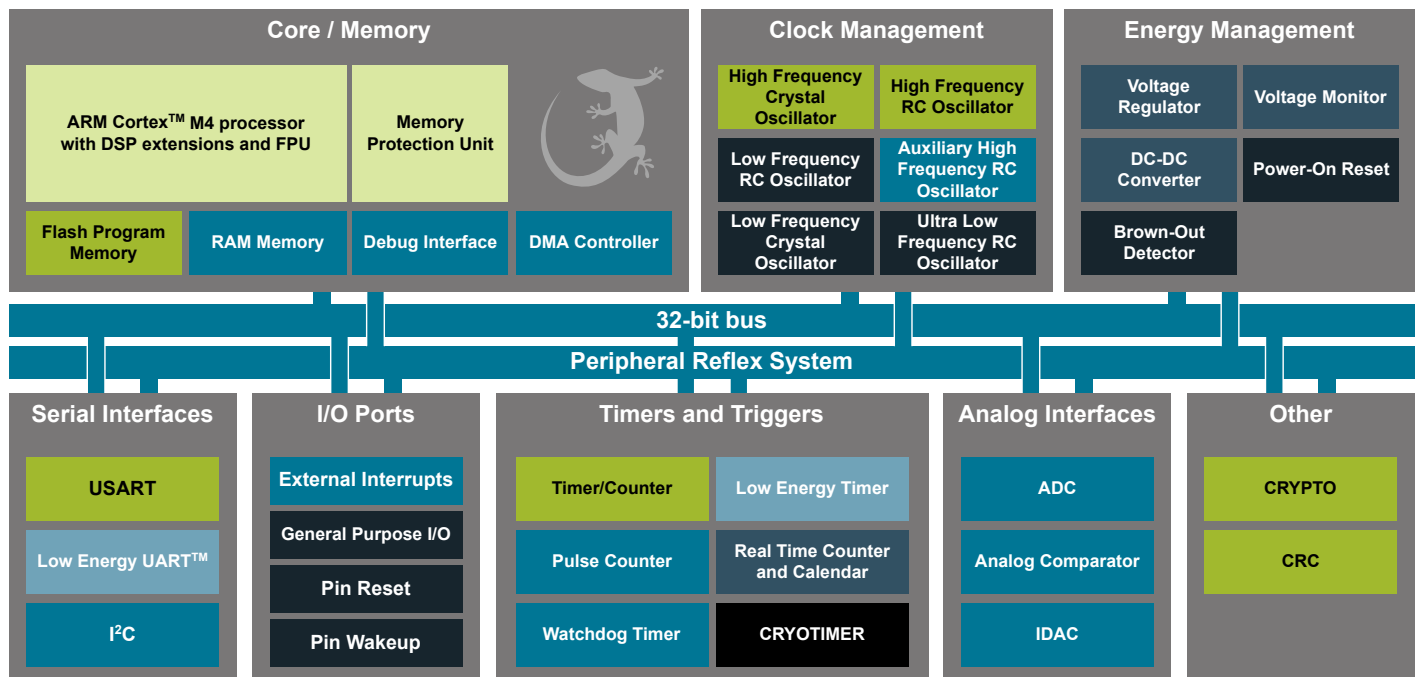 Core / Memory
ARM Cortex™ M4 processor
with DSP extensions and FPU
Memory
Protection Unit
Flash Program
Memory
RAM Memory
Debug Interface
DMA Controller
Clock Management
High Frequency
Crystal
Oscillator
High Frequency
RC Oscillator
Low Frequency
RC Oscillator
Auxiliary High
Frequency RC
Oscillator
Low Frequency
Crystal
Oscillator
Ultra Low
Frequency RC
Oscillator
Energy Management
Voltage
Regulator
Voltage Monitor
DC-DC
Converter
Power-On Reset
Brown-Out
Detector
32-bit bus
Peripheral Reflex System
Serial Interfaces
USART
Low Energy UART™
I²C
I/O Ports
External Interrupts
General Purpose I/O
Pin Reset
Pin Wakeup
Timers and Triggers
Timer/Counter
Low Energy Timer
Pulse Counter
Real Time Counter
and Calendar
Watchdog Timer
CRYOTIMER
Analog Interfaces
ADC
Analog Comparator
IDAC
Other
CRYPTO
CRC